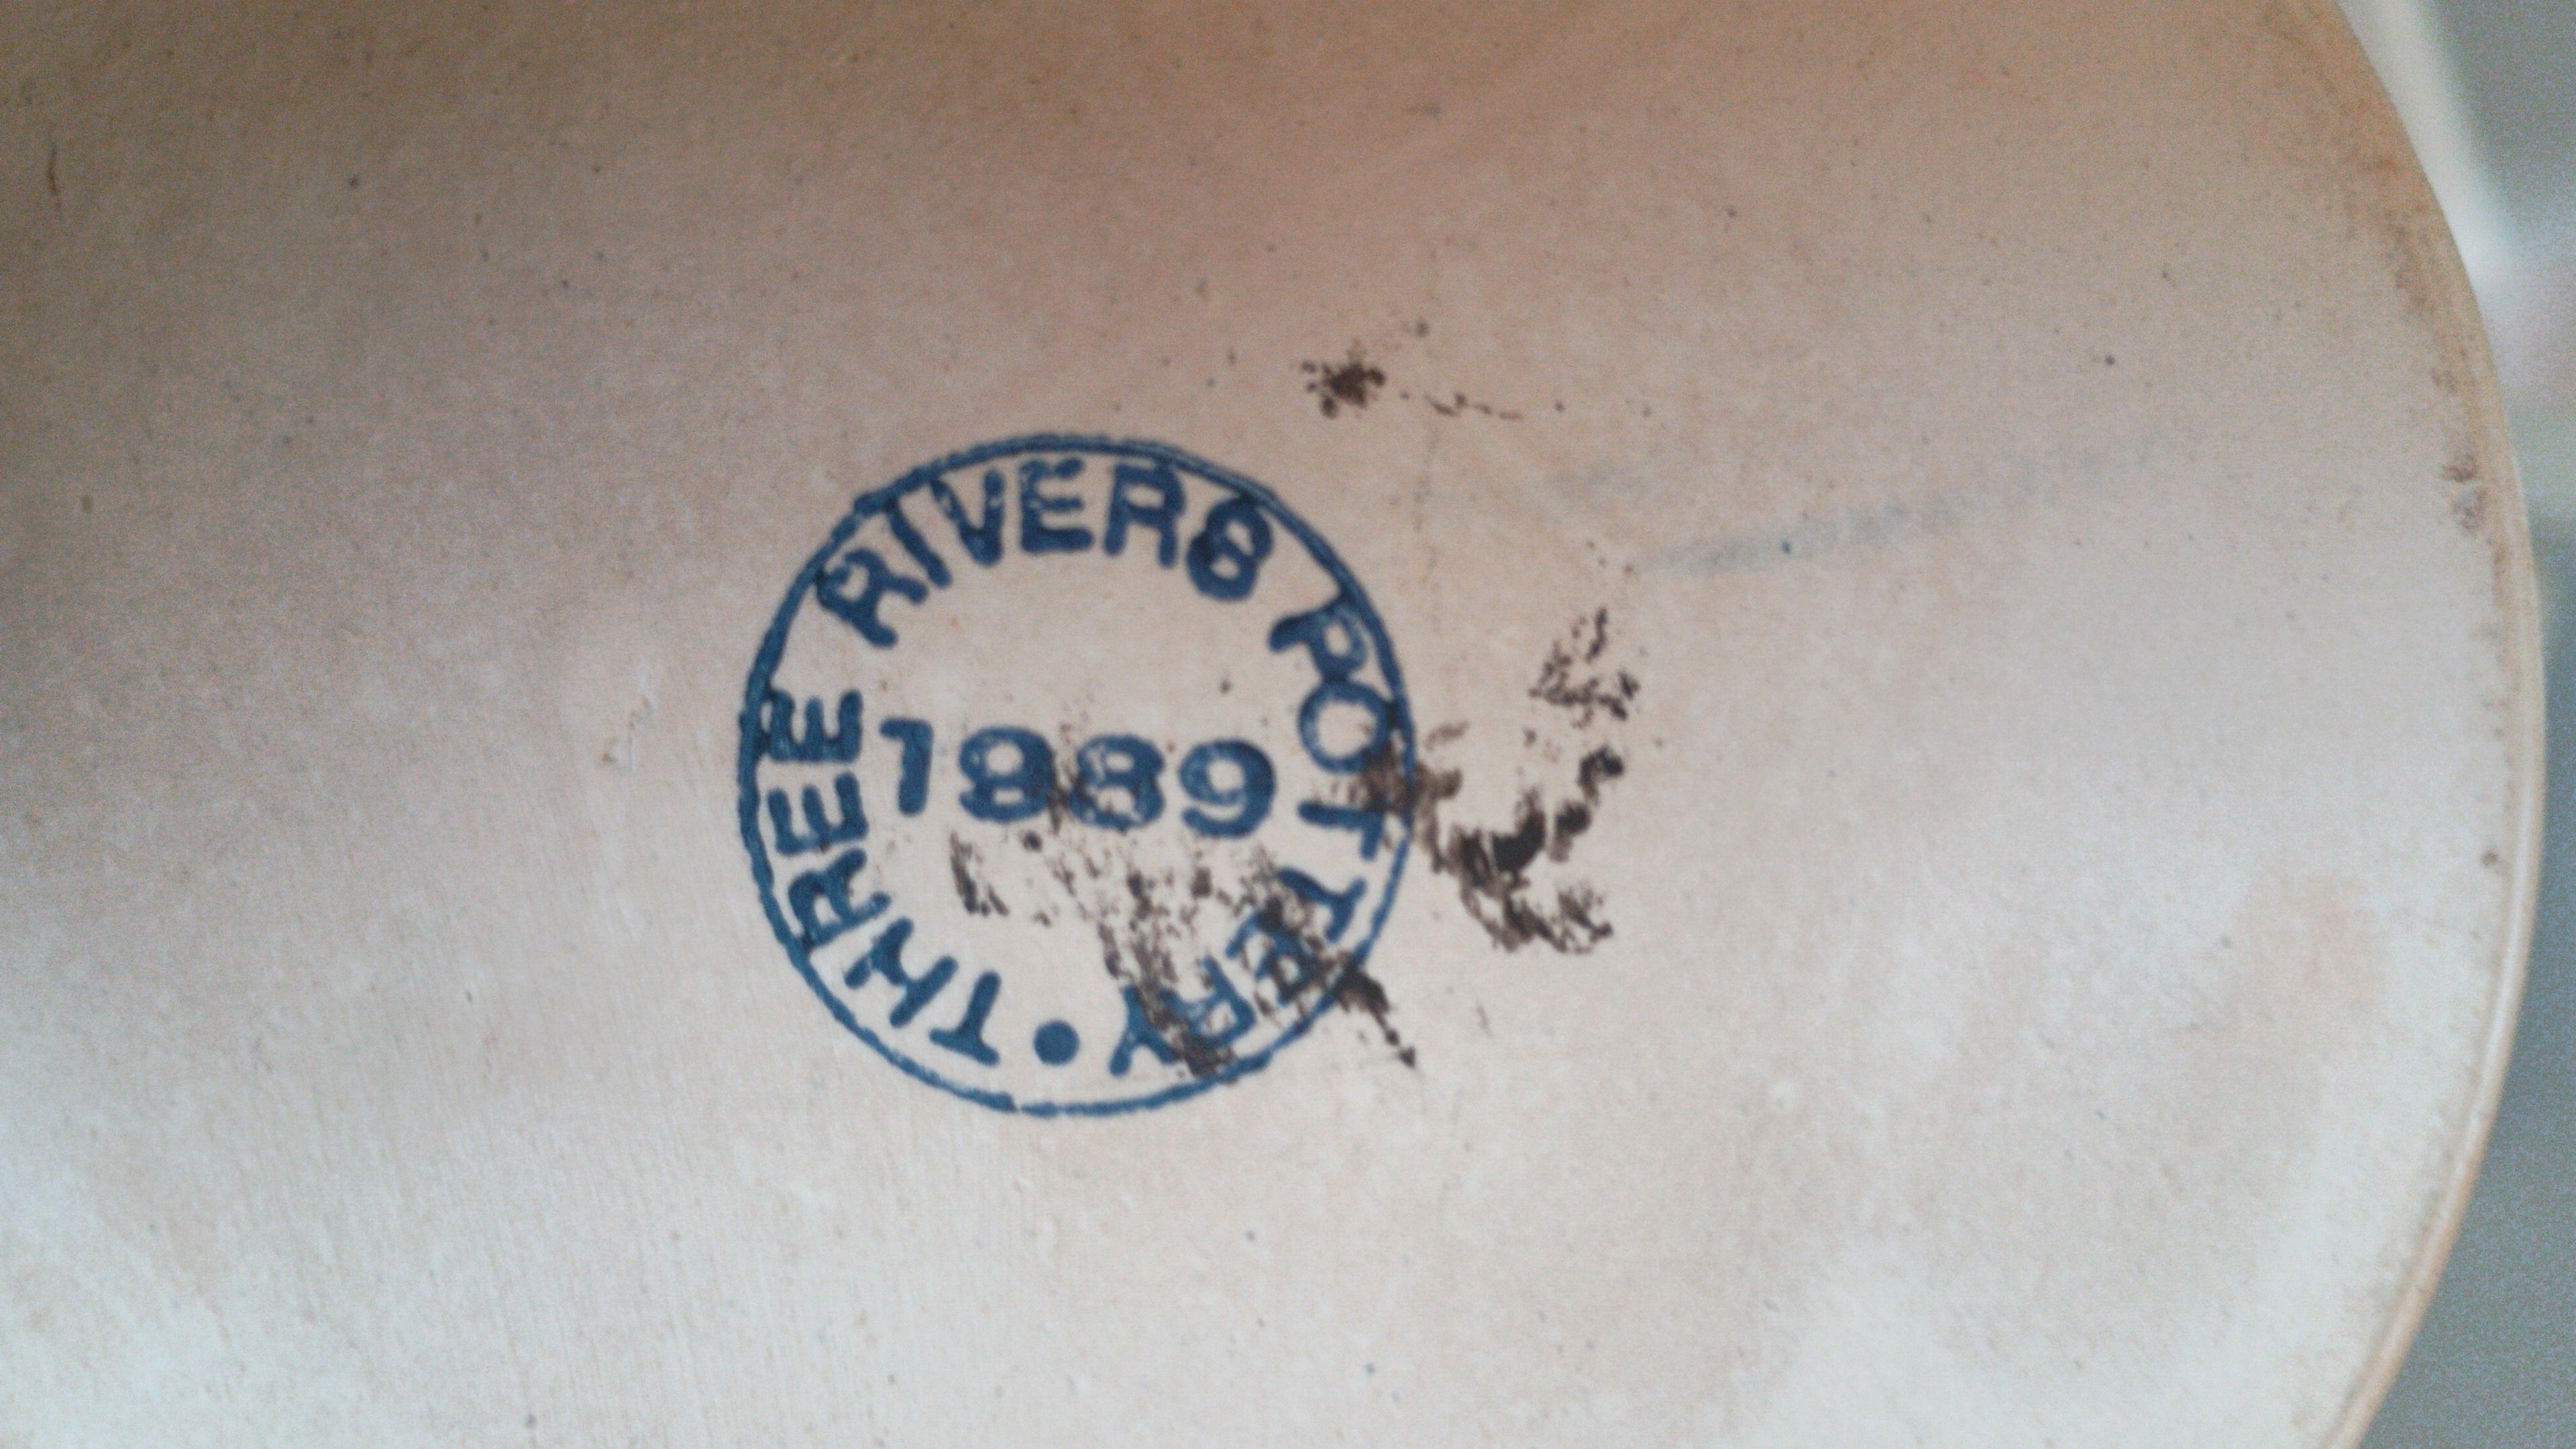 THREE RIVERS POTTERY •
1989